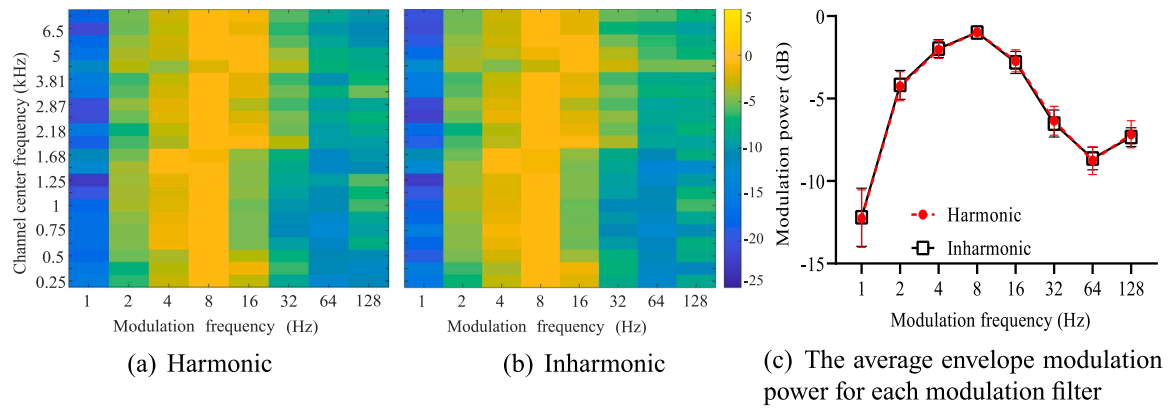 Channel center frequency (kHz)
6.5
5
3.81
2.87
2.18
1.68
1.25
1
0.75
0.5
0.25
1 2 4 8 16 32 64 128
Modulation frequency (Hz)
(a) Harmonic
1 2 4 8 16 32 64 128
Modulation frequency (Hz)
(b) Inharmonic
5
0
-5
-10
-15
-20
-25
Modulation power (dB)
-0
-5
-10
-15
Harmonic
Inharmonic
1 2 4 8 16 32 64 128
Modulation frequency (Hz)
(c) The average envelope modulation
power for each modulation filter